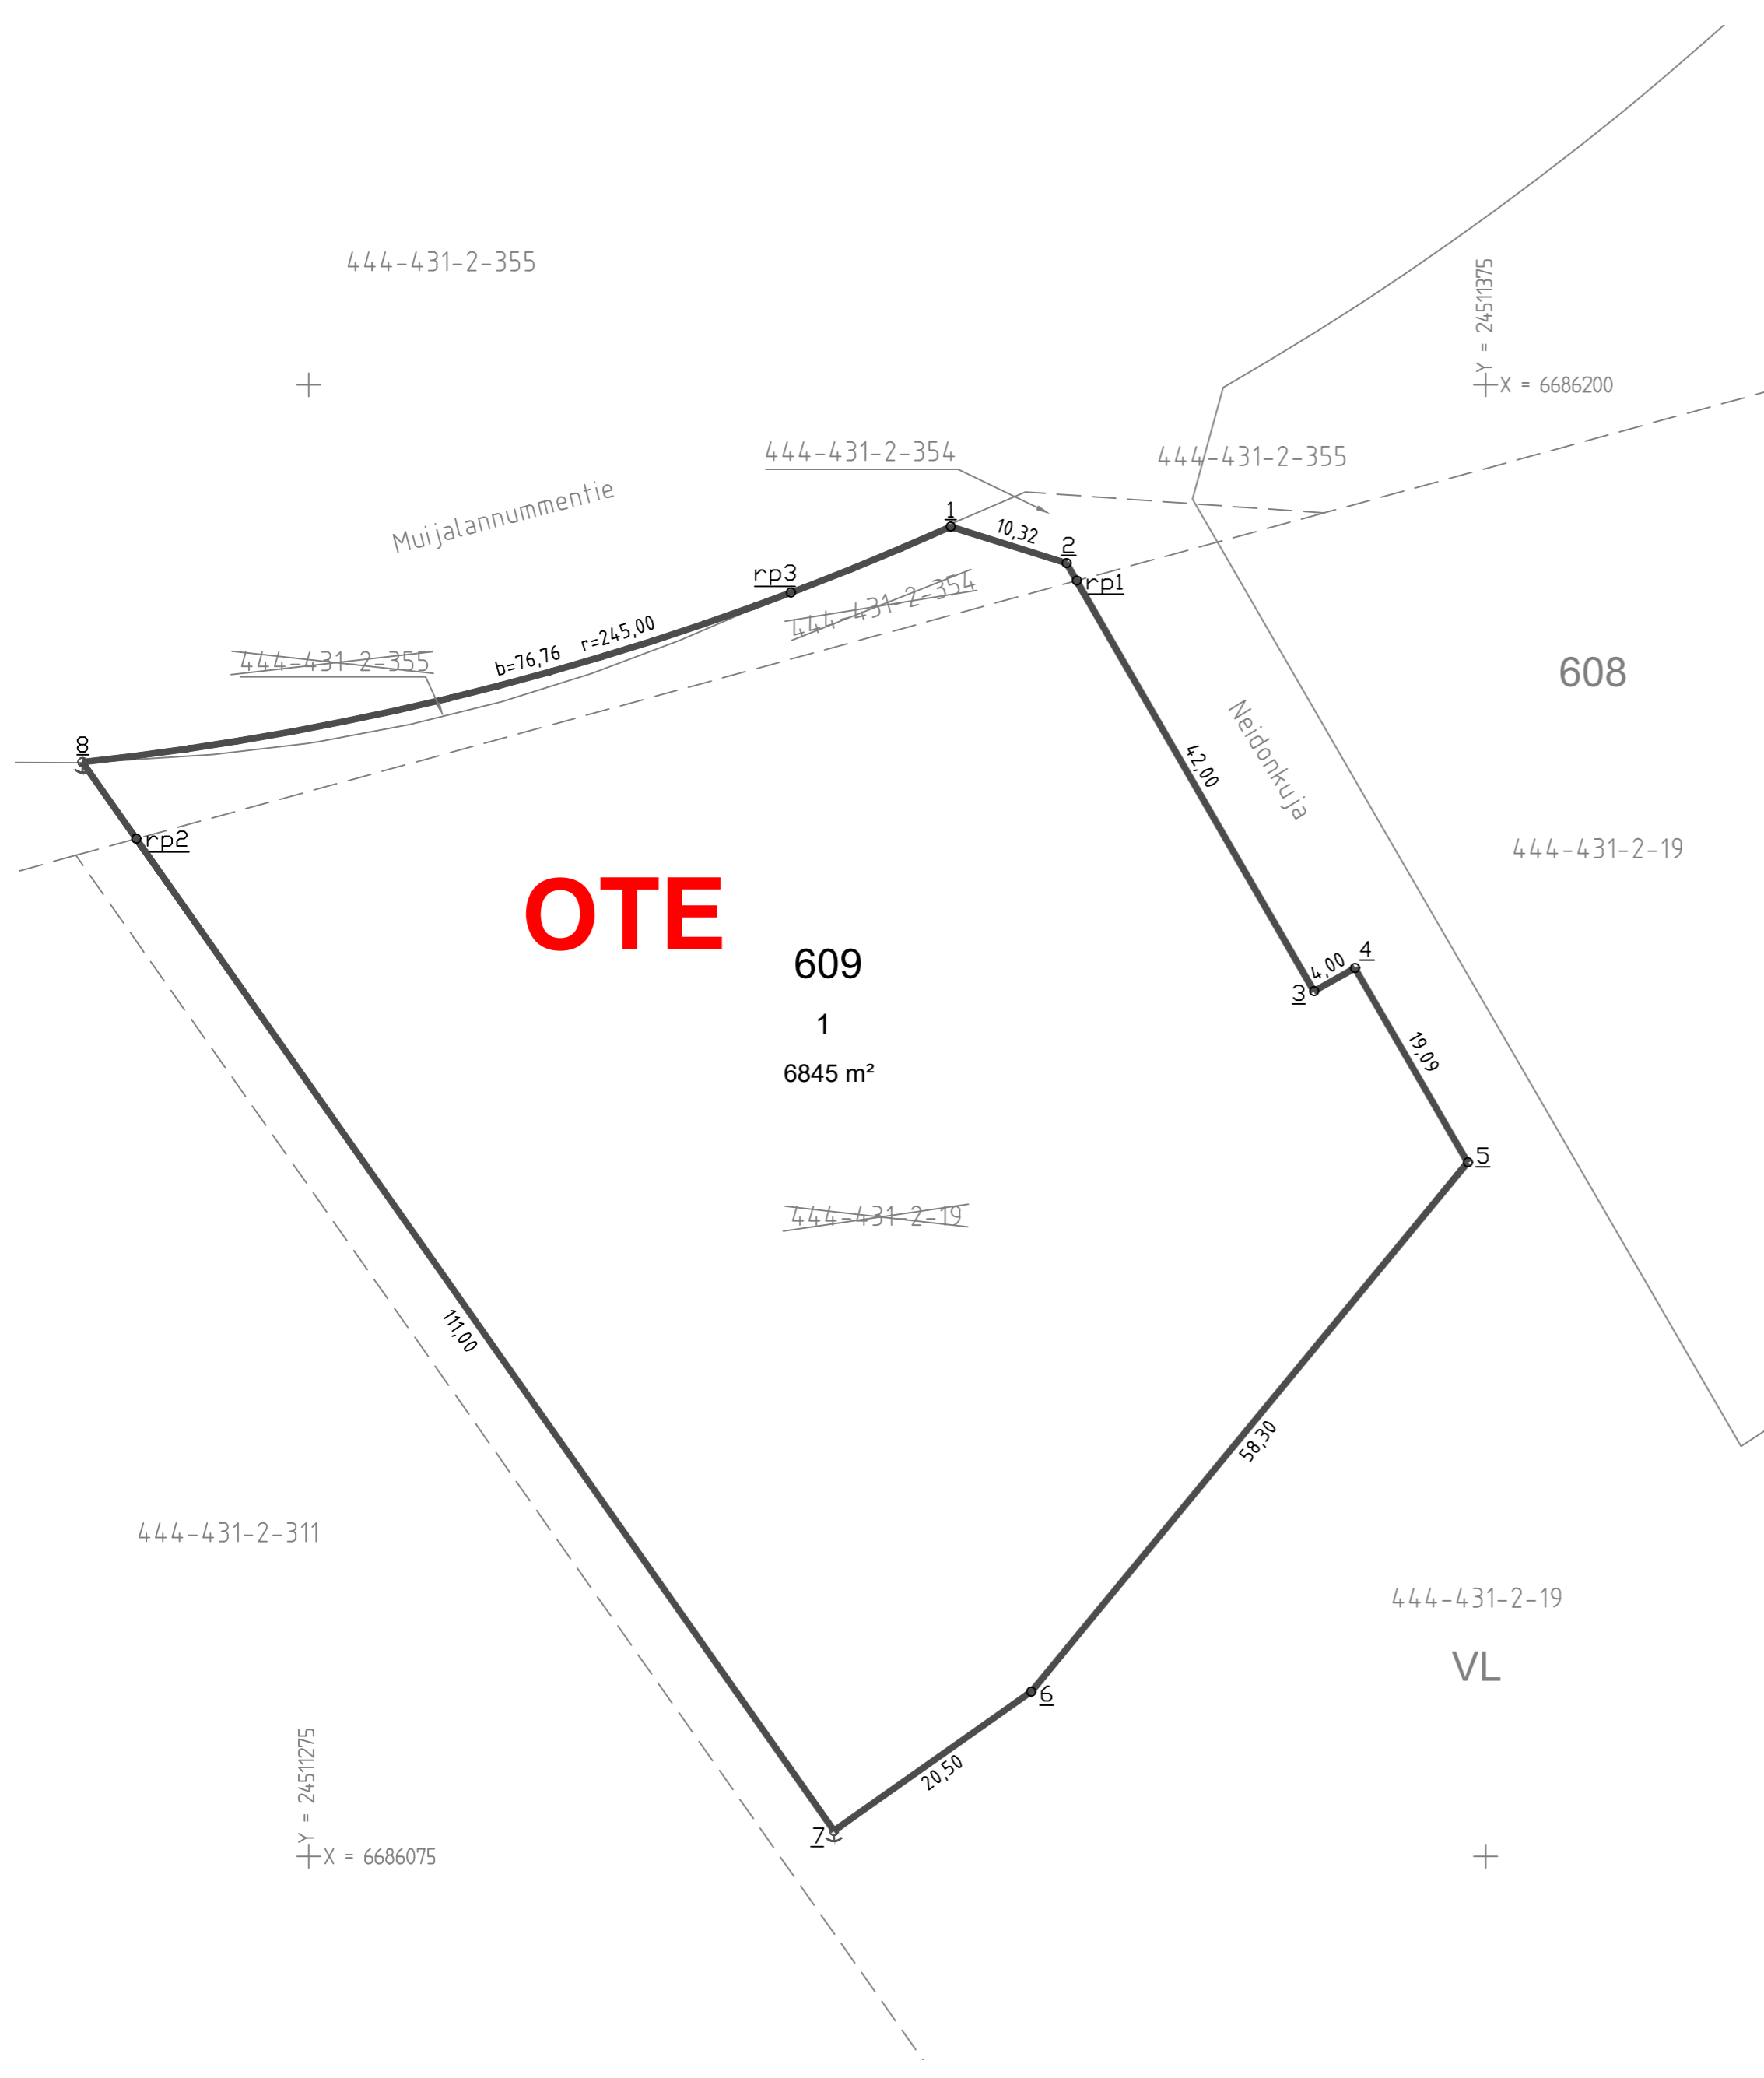 444-431-2-355
Y = 24511375
X = 6686200
444-431-2-354
444-431-2-355
Muijalannummentie
1
10,32
2
rp3
rp1
444-431-2-354
b=76,76 r=245,00
444-431-2-355
608
8
Neidonkuja
42,00
rp2
444-431-2-19
OTE
609
4
4,00
3
1
19,09
6845 m²
5
444-431-2-19
111,00
58,30
444-431-2-311
444-431-2-19
VL
6
20,50
7
Y = 24511275
X = 6686075